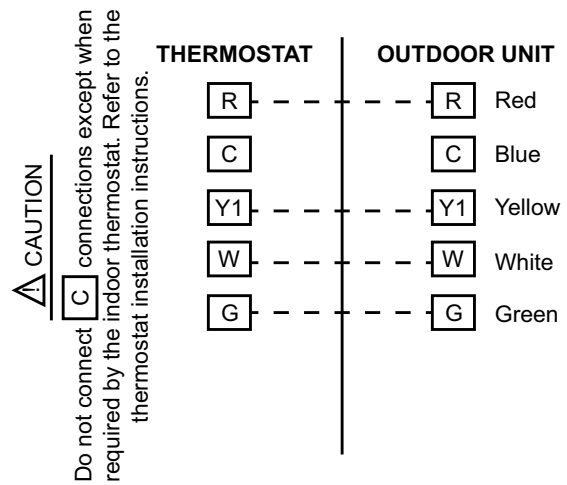 ⚠ CAUTION
Do not connect C connections except when
required by the indoor thermostat. Refer to the
thermostat installation instructions.
THERMOSTAT OUTDOOR UNIT
R R Red
C C Blue
Y1 Y1 Yellow
W W White
G G Green